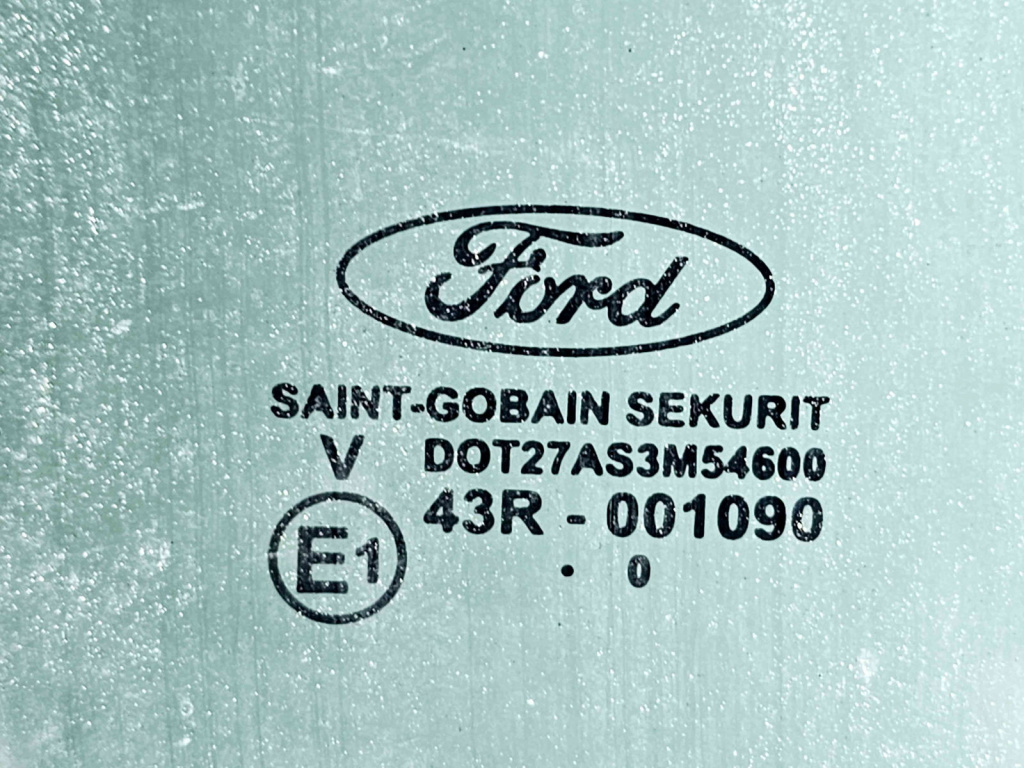 Ford
SAINT-GOBAIN SEKURIT
V DOT27AS3M54600
E1 43R - 001090
. 0